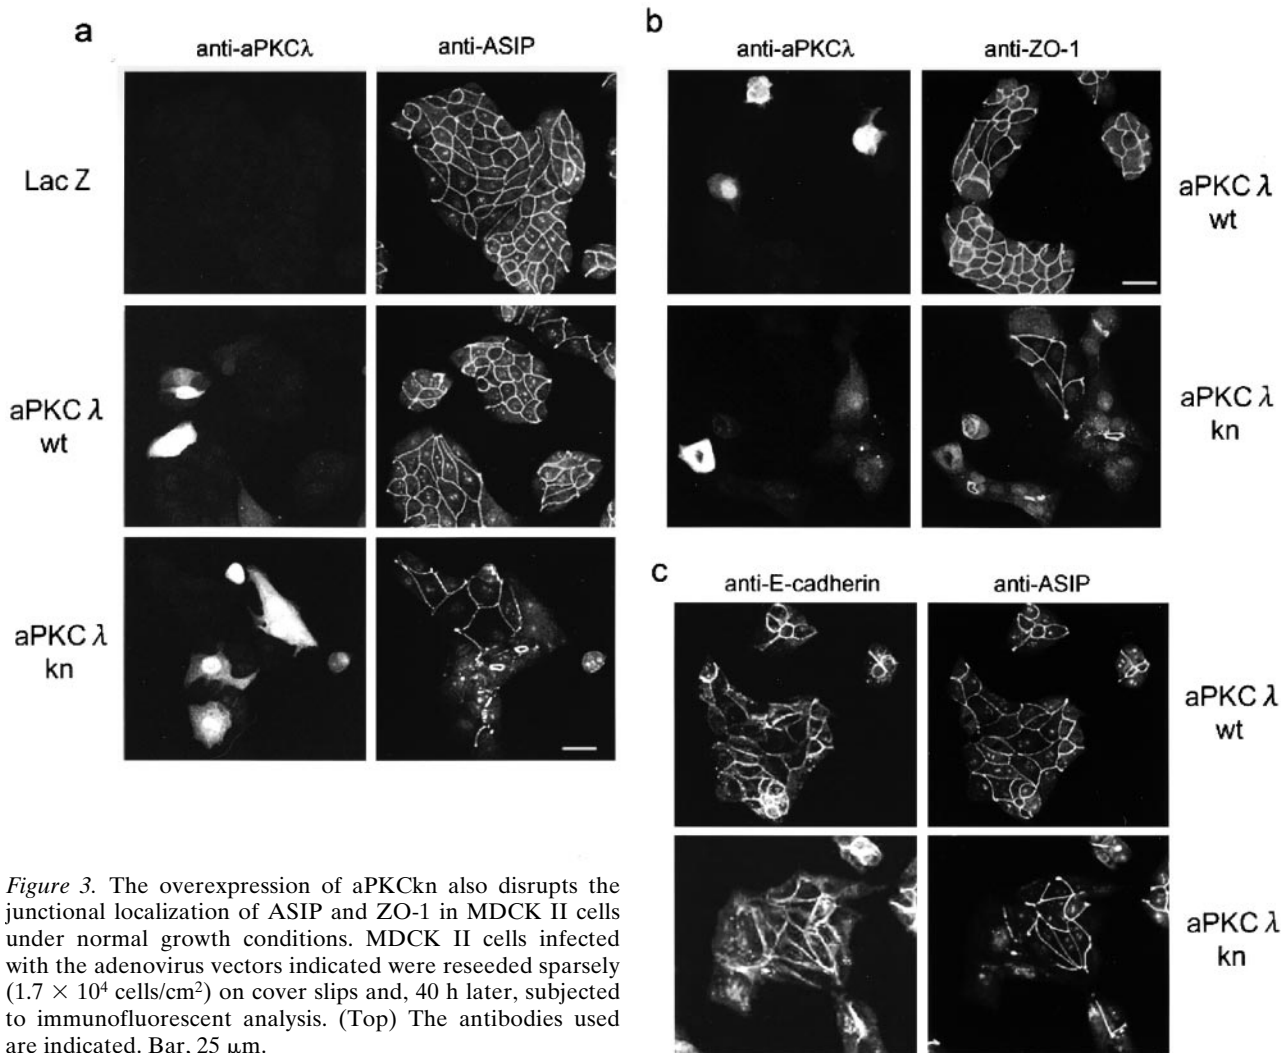 a
anti-aPKCλ
anti-ASIP
Lac Z
aPKC λ
wt
aPKC λ
kn
b
anti-aPKCλ
anti-ZO-1
aPKC λ
wt
aPKC λ
kn
c
anti-E-cadherin
anti-ASIP
aPKC λ
wt
aPKC λ
kn
Figure 3. The overexpression of aPKCkn also disrupts the
junctional localization of ASIP and ZO-1 in MDCK II cells
under normal growth conditions. MDCK II cells infected
with the adenovirus vectors indicated were reseeded sparsely
(1.7 × 10⁴ cells/cm²) on cover slips and, 40 h later, subjected
to immunofluorescent analysis. (Top) The antibodies used
are indicated. Bar, 25 μm.